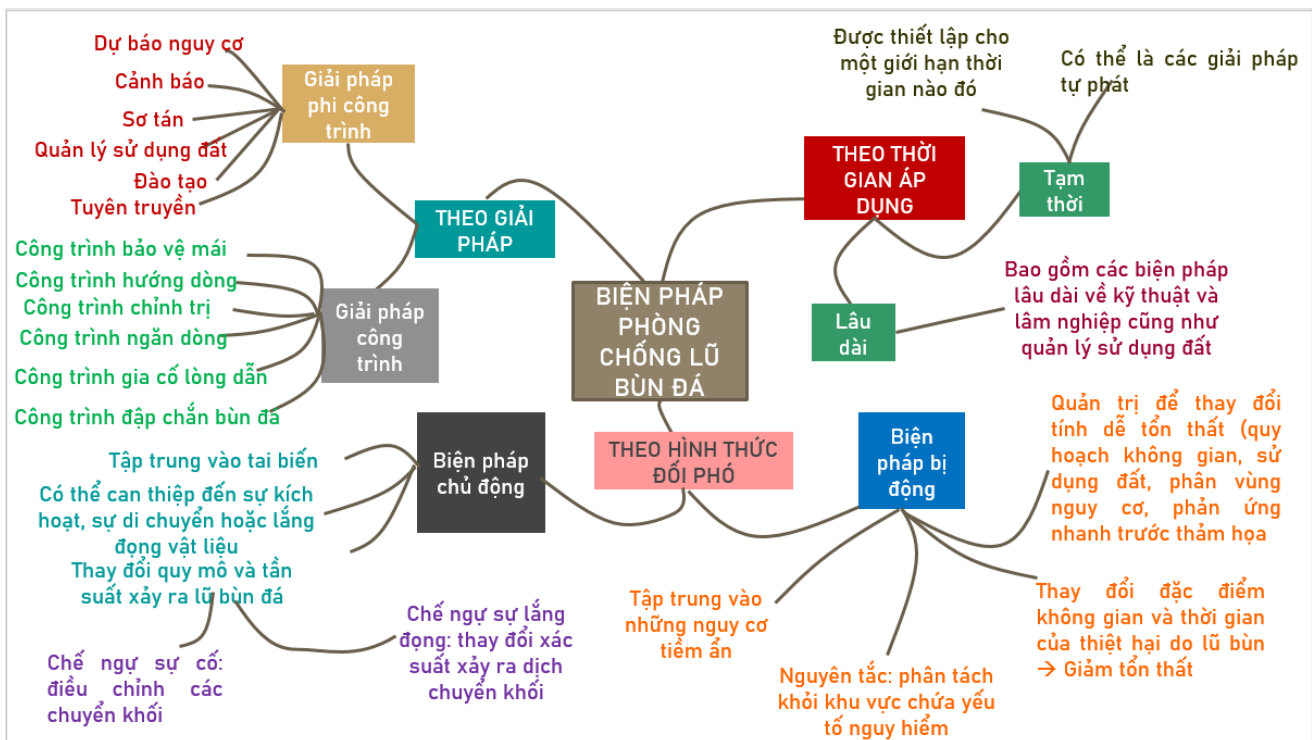 Dự báo nguy cơ
Cảnh báo
Sơ tán
Quản lý sử dụng đất
Đào tạo
Tuyên truyền
Giải pháp
phi công
trình
THEO GIẢI
PHÁP
Công trình bảo vệ mái
Công trình hướng dòng
Công trình chỉnh trị
Công trình ngăn dòng
Công trình gia cố lòng dẫn
Công trình đập chắn bùn đá
Giải pháp
công
trình
BIỆN PHÁP
PHÒNG
CHỐNG LŨ
BÙN ĐÁ
Được thiết lập cho
một giới hạn thời
gian nào đó
Có thể là các giải pháp
tự phát
THEO THỜI
GIAN ÁP
DỤNG
Tạm
thời
Lâu
dài
Bao gồm các biện pháp
lâu dài về kỹ thuật và
lâm nghiệp cũng như
quản lý sử dụng đất
THEO HÌNH THỨC
ĐỐI PHÓ
Biện pháp
chủ động
Tập trung vào tai biến
Có thể can thiệp đến sự kích
hoạt, sự di chuyển hoặc lắng
đọng vật liệu
Thay đổi quy mô và tần
suất xảy ra lũ bùn đá
Chế ngự sự cố:
điều chỉnh các
chuyển khối
Chế ngự sự lắng
đọng: thay đổi xác
suất xảy ra dịch
chuyển khối
Biện
pháp bị
động
Quản trị để thay đổi
tính dễ tổn thất (quy
hoạch không gian, sử
dụng đất, phân vùng
nguy cơ, phản ứng
nhanh trước thảm họa
Tập trung vào
những nguy cơ
tiềm ẩn
Nguyên tắc: phân tách
khỏi khu vực chứa yếu
tố nguy hiểm
Thay đổi đặc điểm
không gian và thời gian
của thiệt hại do lũ bùn
→ Giảm tổn thất